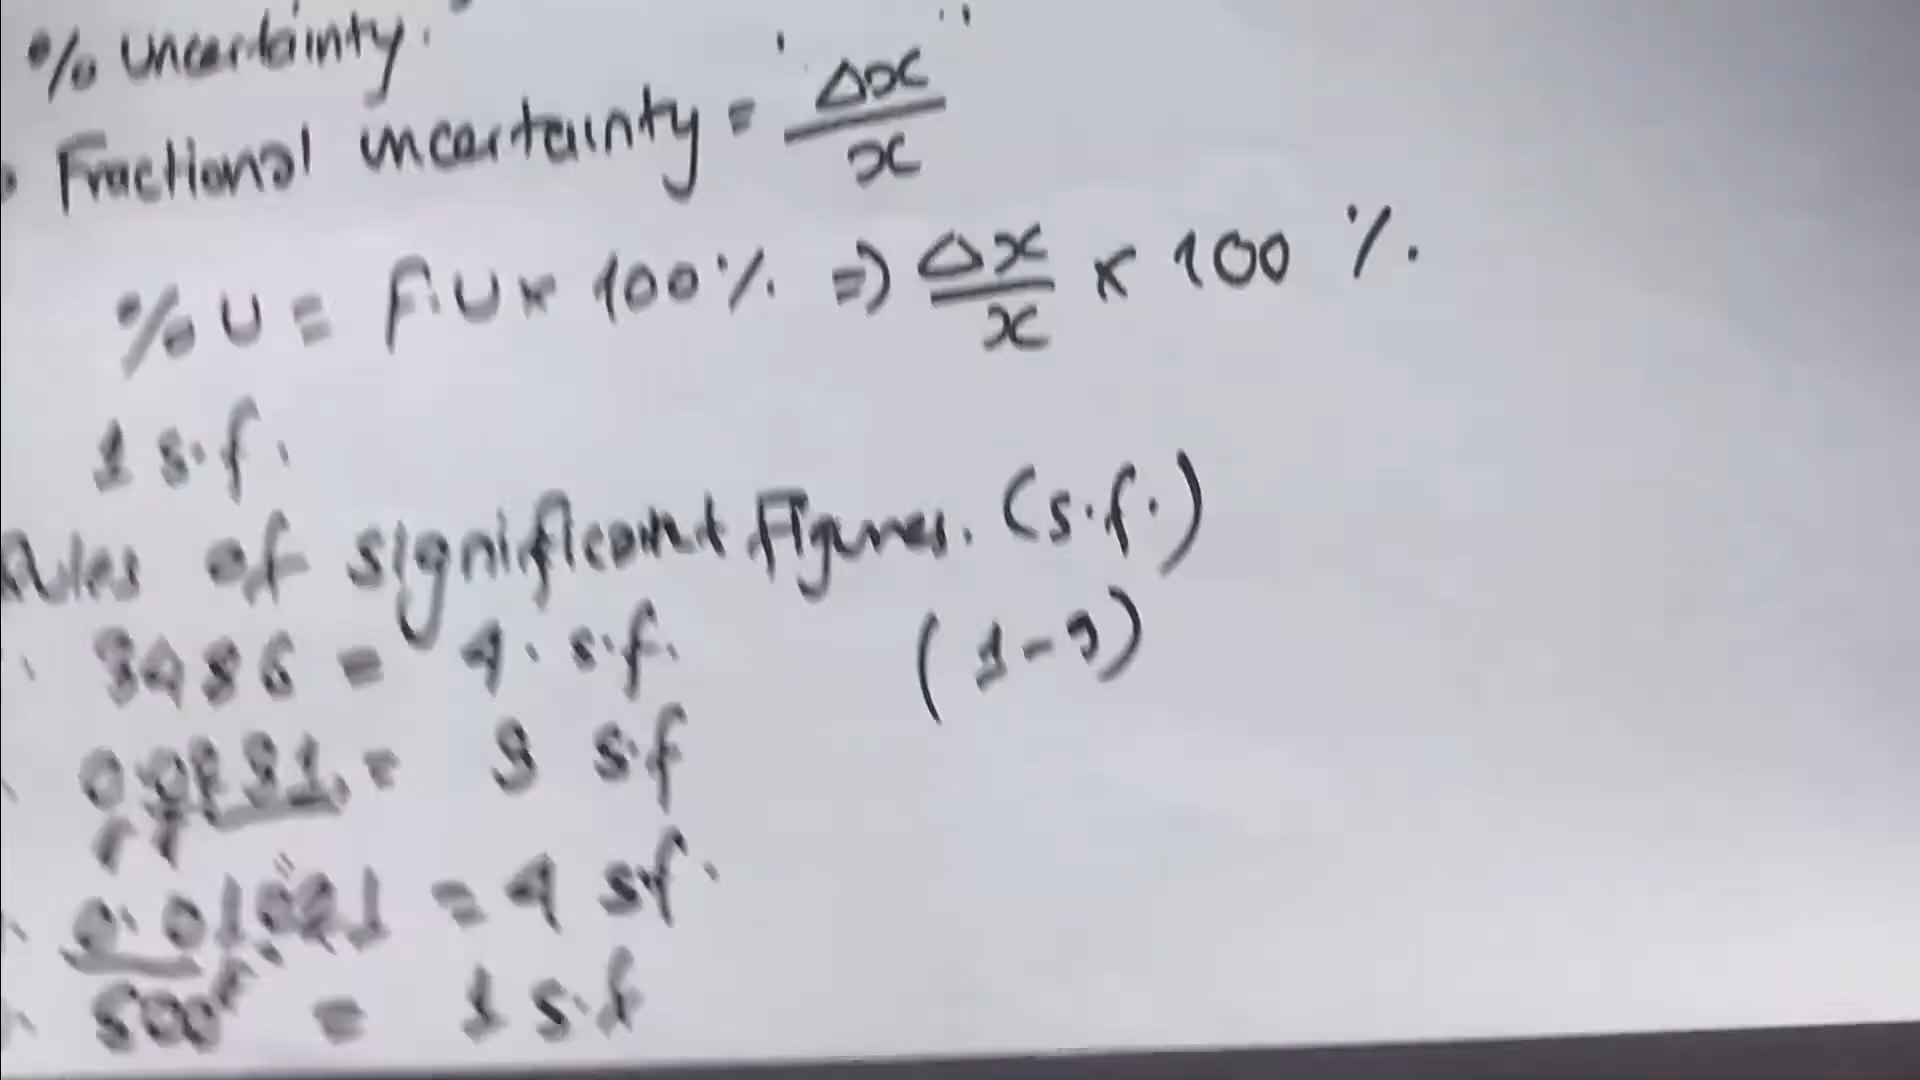 % uncertainty.
• Fractional uncertainty = Δx/x
%U = F.U × 100% => Δx/x × 100 %.
1 s.f.
Rules of significant figures. (s.f.)
3486 = 4. s.f. (1-9)
= 3 s.f
= 4 s.f.
500 = 1 s.f